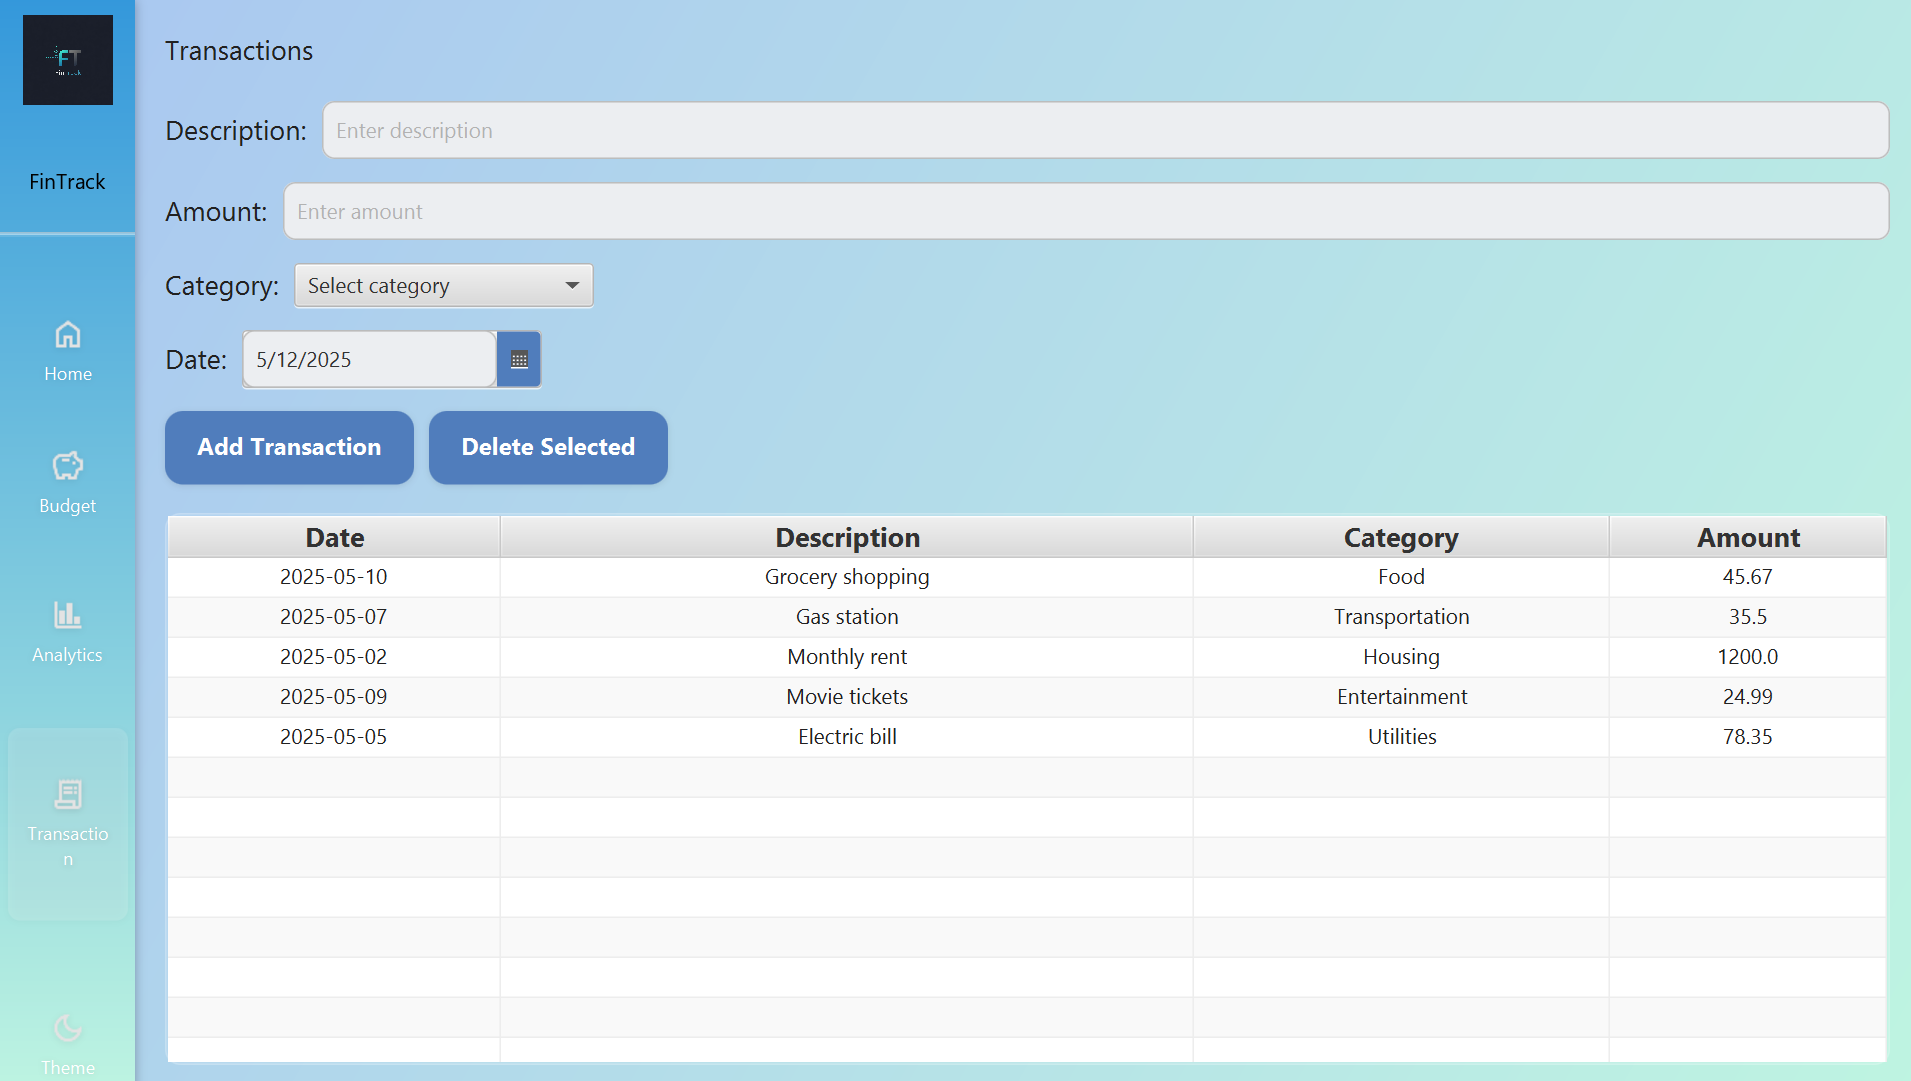 FT
FinTrack
FinTrack
Home
Budget
Analytics
Transactio
n
Theme
Transactions
Description: Enter description
Amount: Enter amount
Category: Select category
Date: 5/12/2025
Add Transaction Delete Selected
Date Description Category Amount
2025-05-10 Grocery shopping Food 45.67
2025-05-07 Gas station Transportation 35.5
2025-05-02 Monthly rent Housing 1200.0
2025-05-09 Movie tickets Entertainment 24.99
2025-05-05 Electric bill Utilities 78.35